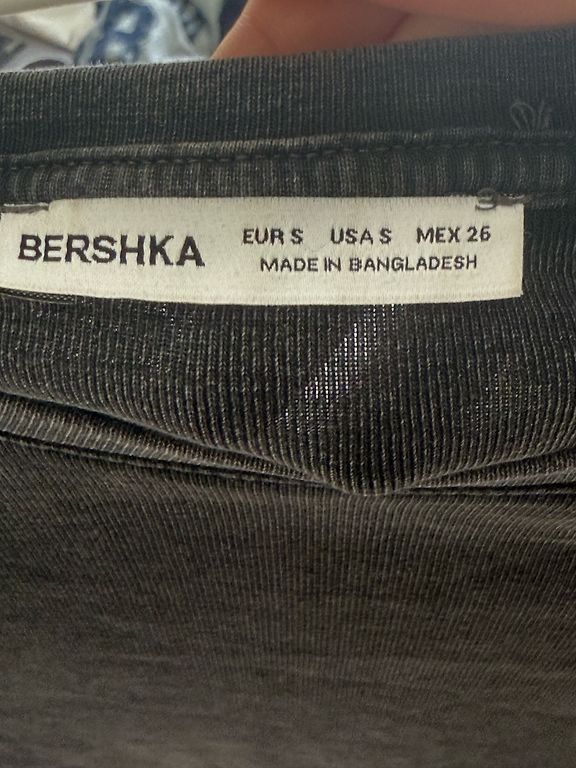 BERSHKA
EUR S USA S MEX 26
MADE IN BANGLADESH